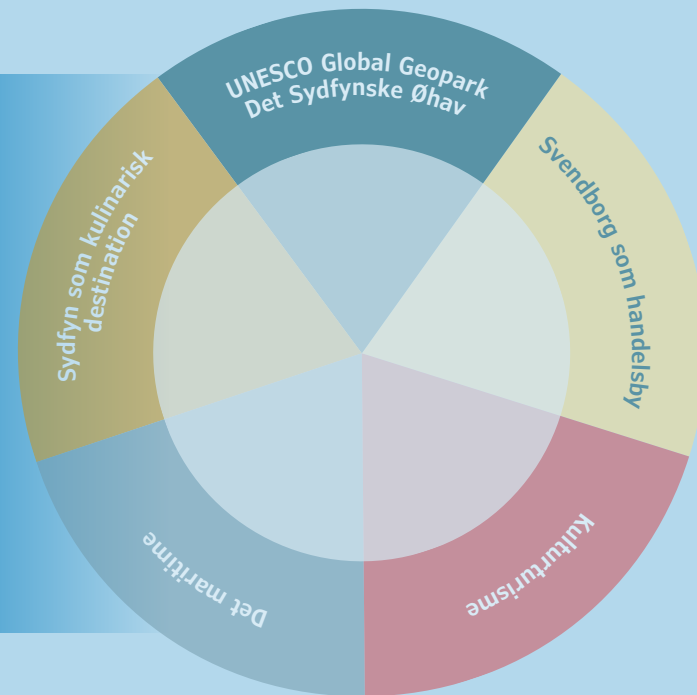 UNESCO Global Geopark
Det Sydfynske Øhav
Svendborg som handelsby
Kulturturisme
Det maritime
Sydfyn som kulinarisk
destination